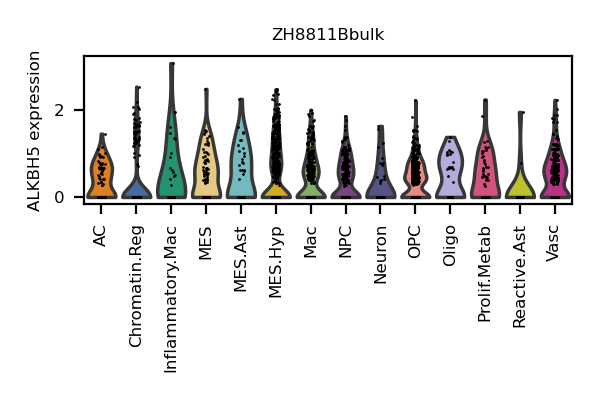 ZH8811Bbulk
ALKBH5 expression
2
0
AC
Chromatin.Reg
Inflammatory.Mac
MES
MES.Ast
MES.Hyp
Mac
NPC
Neuron
OPC
Oligo
Prolif.Metab
Reactive.Ast
Vasc